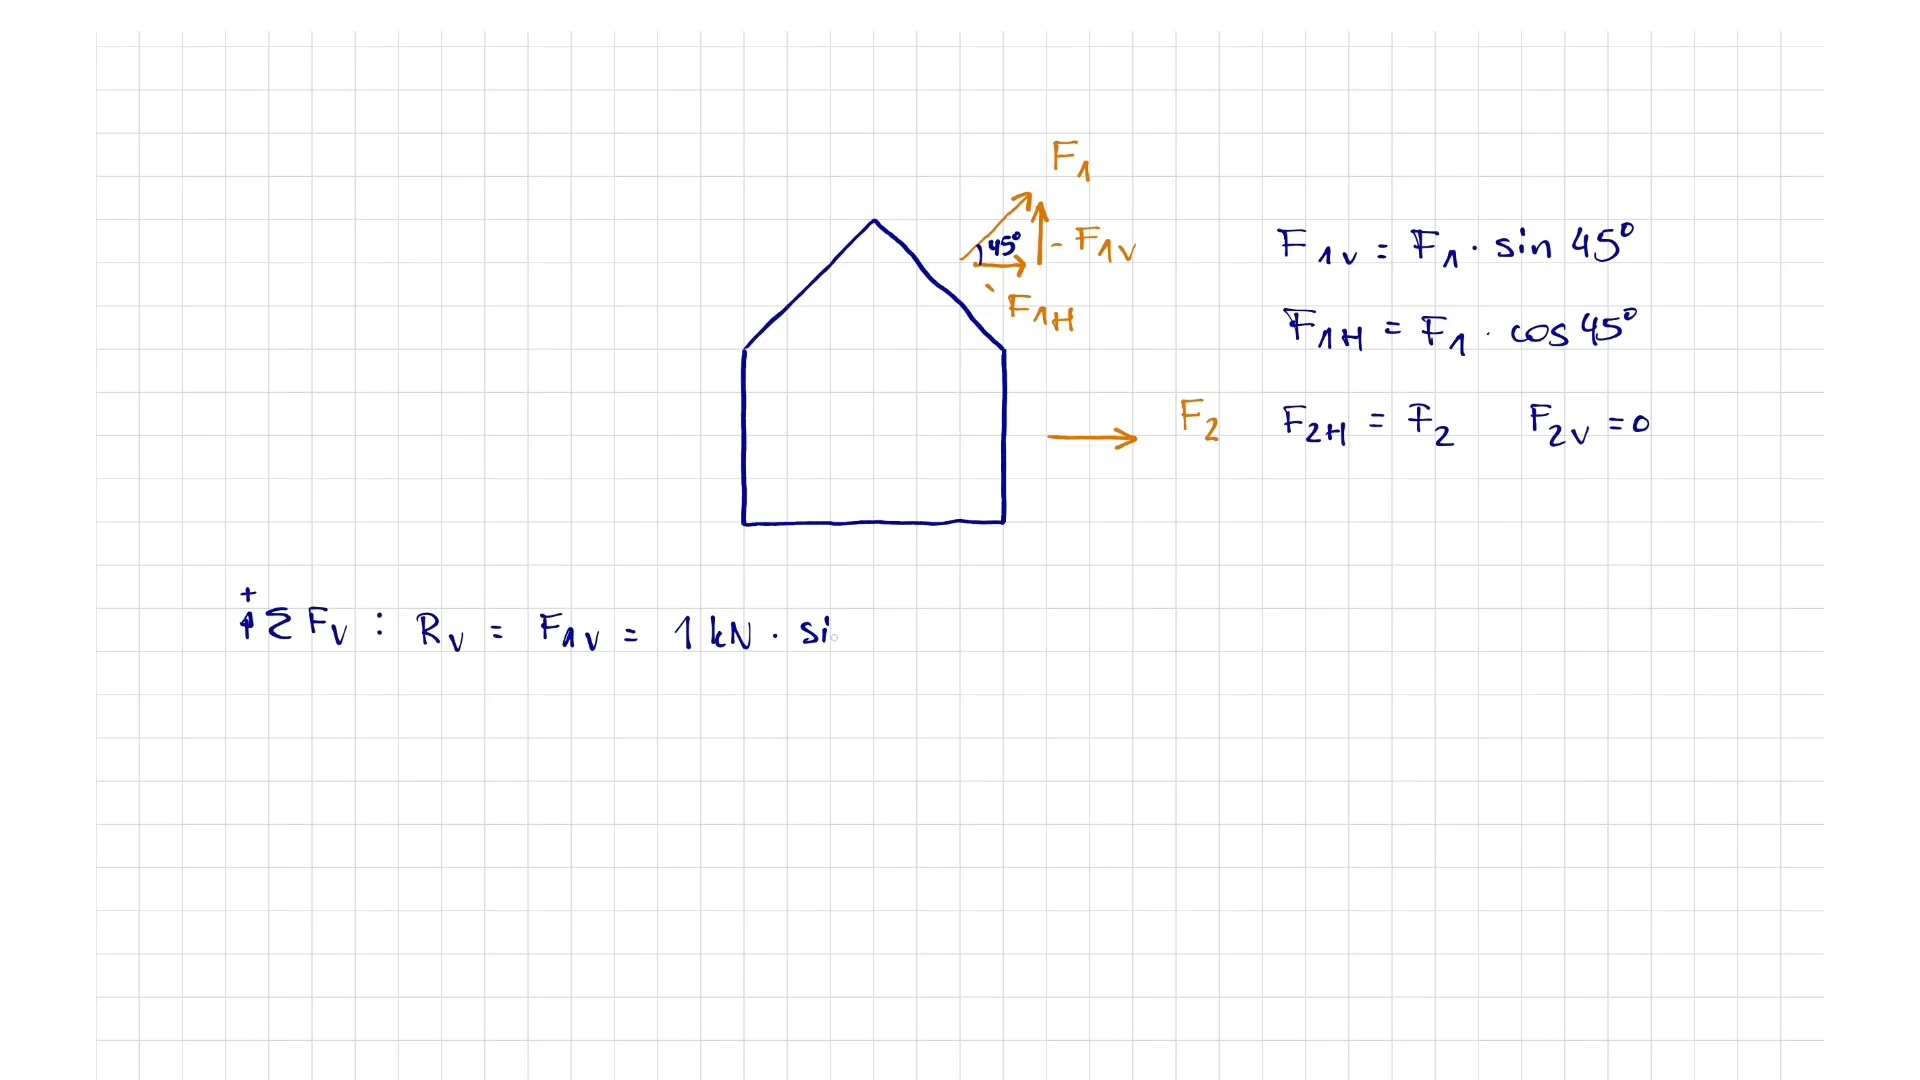 F₁
45°
F₁ᵥ
F₁H
F₁ᵥ = F₁ · sin 45°
F₁H = F₁ · cos 45°
F₂
F₂H = F₂ F₂ᵥ = 0
+
↑ Σ Fᵥ : Rᵥ = F₁ᵥ = 1 kN · si